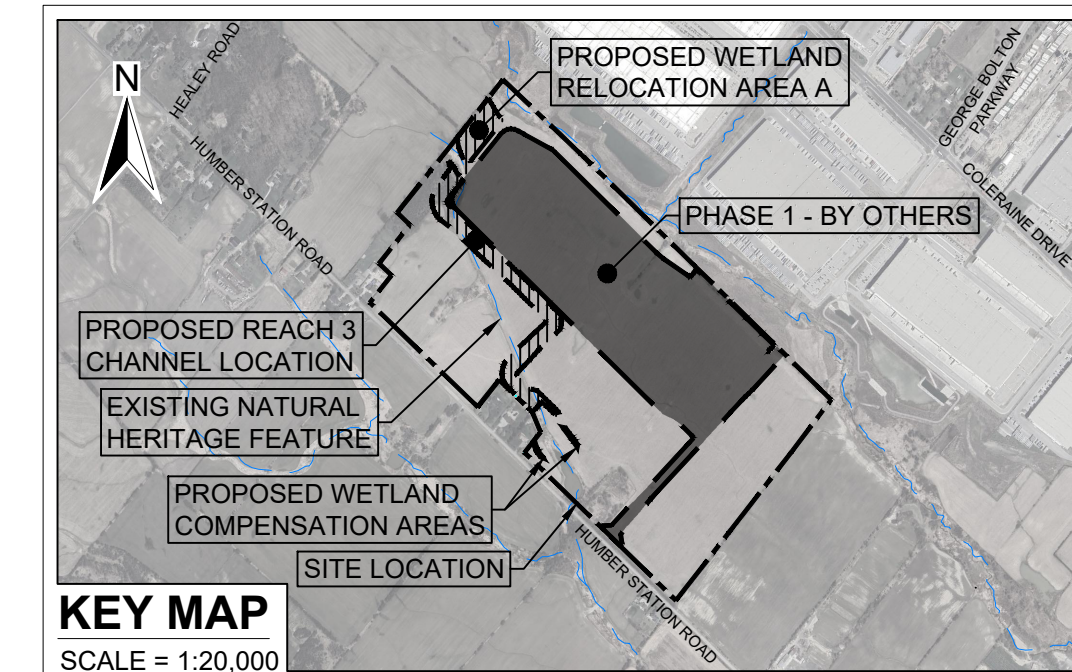 N
HEALEY ROAD
HUMBER STATION ROAD
PROPOSED WETLAND
RELOCATION AREA A
GEORGE BOLTON
PARKWAY
COLERAINE DRIVE
PHASE 1 - BY OTHERS
PROPOSED REACH 3
CHANNEL LOCATION
EXISTING NATURAL
HERITAGE FEATURE
PROPOSED WETLAND
COMPENSATION AREAS
SITE LOCATION
HUMBER STATION ROAD
KEY MAP
SCALE = 1:20,000